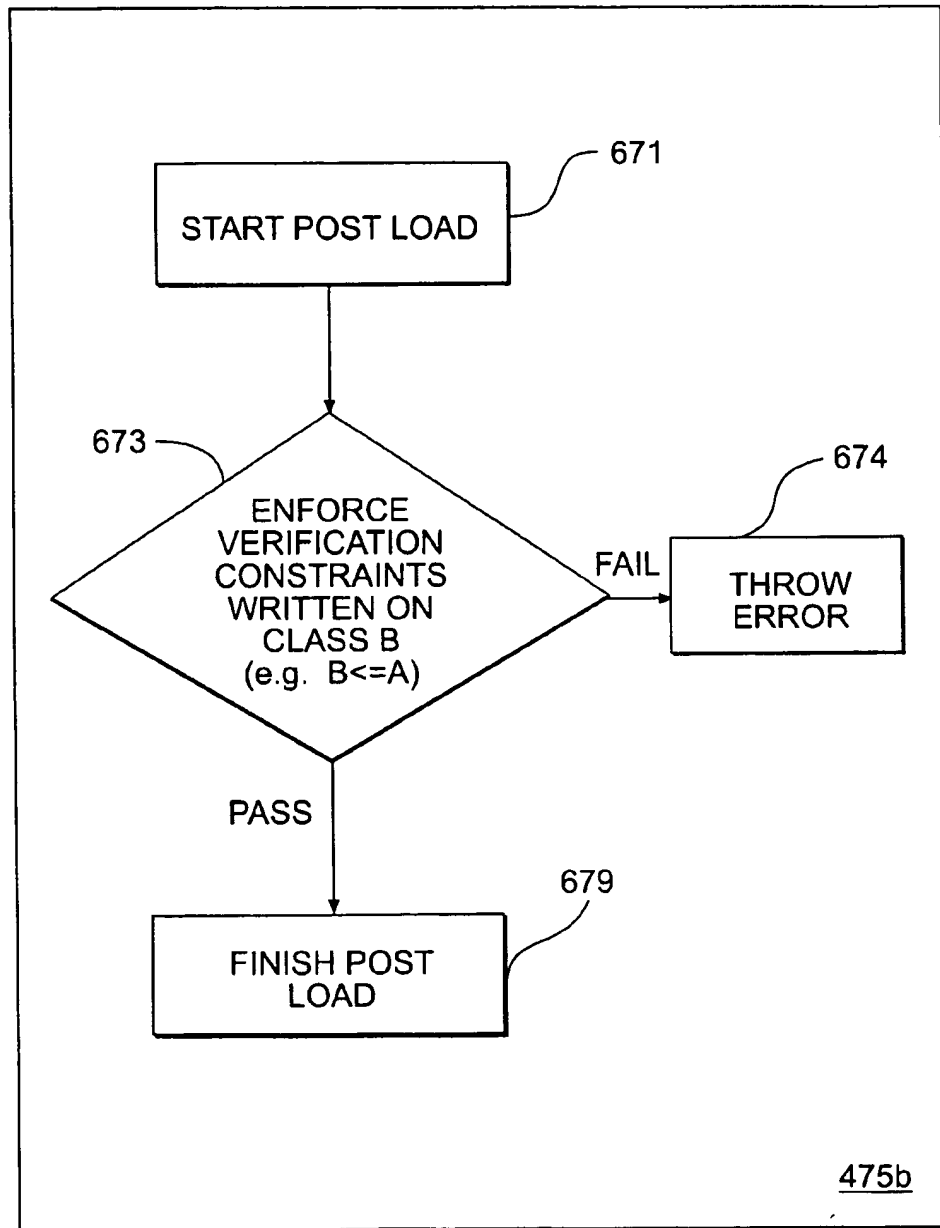 671
START POST LOAD
673
ENFORCE
VERIFICATION
CONSTRAINTS
WRITTEN ON
CLASS B
(e.g. B<=A)
FAIL
674
THROW
ERROR
PASS
679
FINISH POST
LOAD
475b